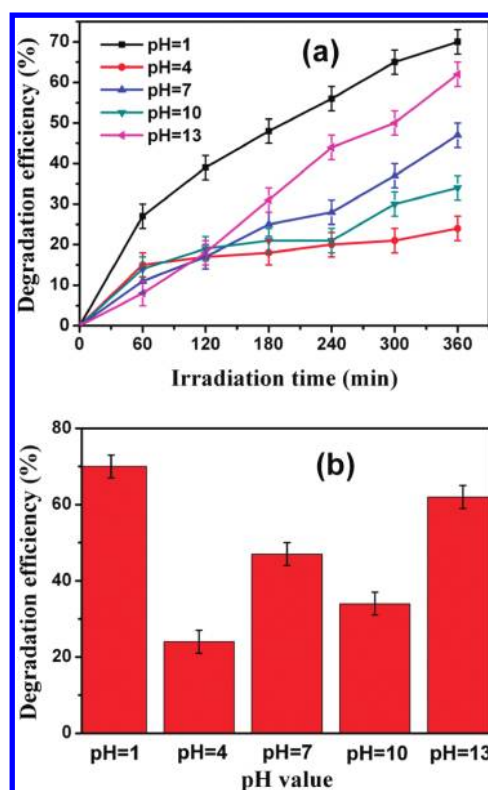 (a)
pH=1
pH=4
pH=7
pH=10
pH=13
Degradation efficiency (%)
70
60
50
40
30
20
10
0
0 60 120 180 240 300 360
Irradiation time (min)
(b)
Degradation efficiency (%)
80
60
40
20
0
pH=1 pH=4 pH=7 pH=10 pH=13
pH value